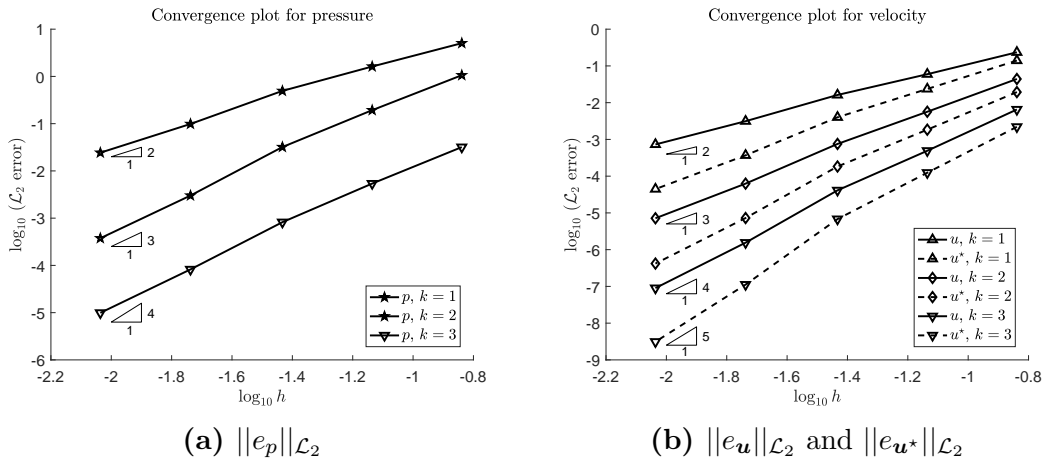 Convergence plot for pressure
log₁₀ (𝓛₂ error)
1
0
-1
-2
-3
-4
-5
-6
2
1
3
1
4
1
p, k = 1
p, k = 2
p, k = 3
-2.2 -2 -1.8 -1.6 -1.4 -1.2 -1 -0.8
log₁₀ h
(a) ||eₚ||𝓛₂
Convergence plot for velocity
log₁₀ (𝓛₂ error)
0
-1
-2
-3
-4
-5
-6
-7
-8
-9
2
1
3
1
4
1
5
1
u, k = 1
u⋆, k = 1
u, k = 2
u⋆, k = 2
u, k = 3
u⋆, k = 3
-2.2 -2 -1.8 -1.6 -1.4 -1.2 -1 -0.8
log₁₀ h
(b) ||e𝒖||𝓛₂ and ||e𝒖⋆||𝓛₂